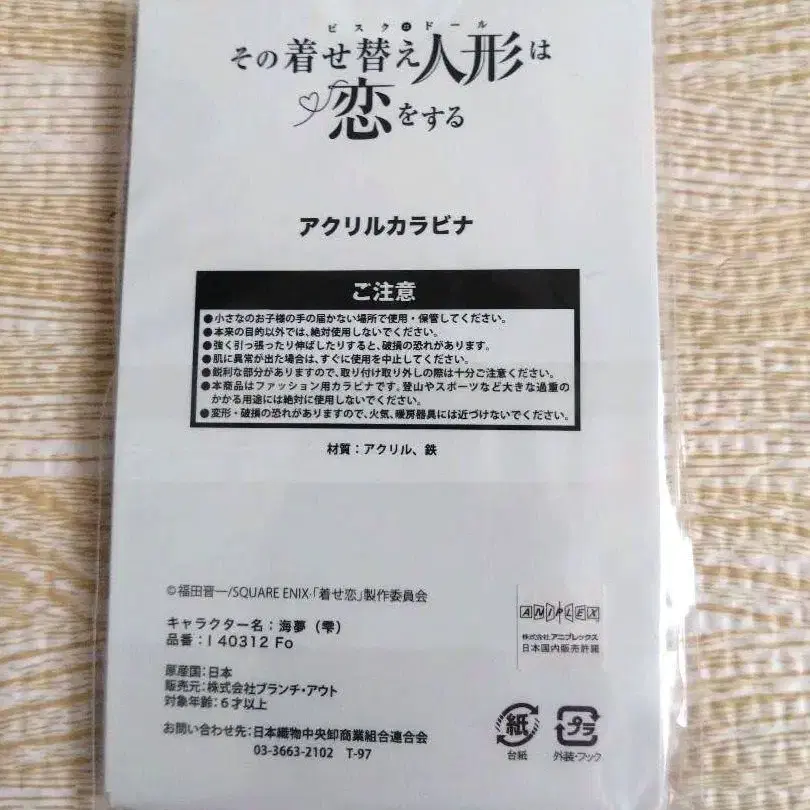 ビスク・ドール
その着せ替え人形は
恋をする
アクリルカラビナ
ご注意
●小さなのお子様の手の届かない場所で使用・保管してください。
●本来の目的以外では、絶対使用しないでください。
●強く引っ張ったり伸ばしたりすると、破損の恐れがあります。
●肌に異常が出た場合は、すぐに使用を中止してください。
●鋭利な部分がありますので、取り付け取り外しの際は十分ご注意ください。
●本商品はファッション用カラビナです。登山やスポーツなど大きな過重の
かかる用途には絶対に使用しないでください。
●変形・破損の恐れがありますので、火気、暖房器具には近づけないでください。
材質：アクリル、鉄
©福田晋一/SQUARE ENIX・「着せ恋」製作委員会
キャラクター名：海夢（雫）
品番：I 40312 Fo
ANIPLEX
株式会社アニプレックス
日本国内販売許諾
原産国：日本
販売元：株式会社ブランチ・アウト
対象年齢：6才以上
お問い合わせ先：日本織物中央卸商業組合連合会
03-3663-2102 T-97
紙
台紙
プラ
外装・フック